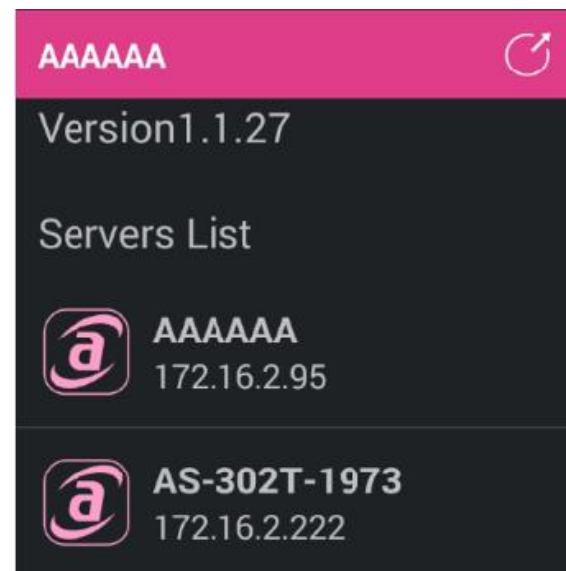 AAAAAA
Version1.1.27
Servers List
AAAAAA
172.16.2.95
AS-302T-1973
172.16.2.222